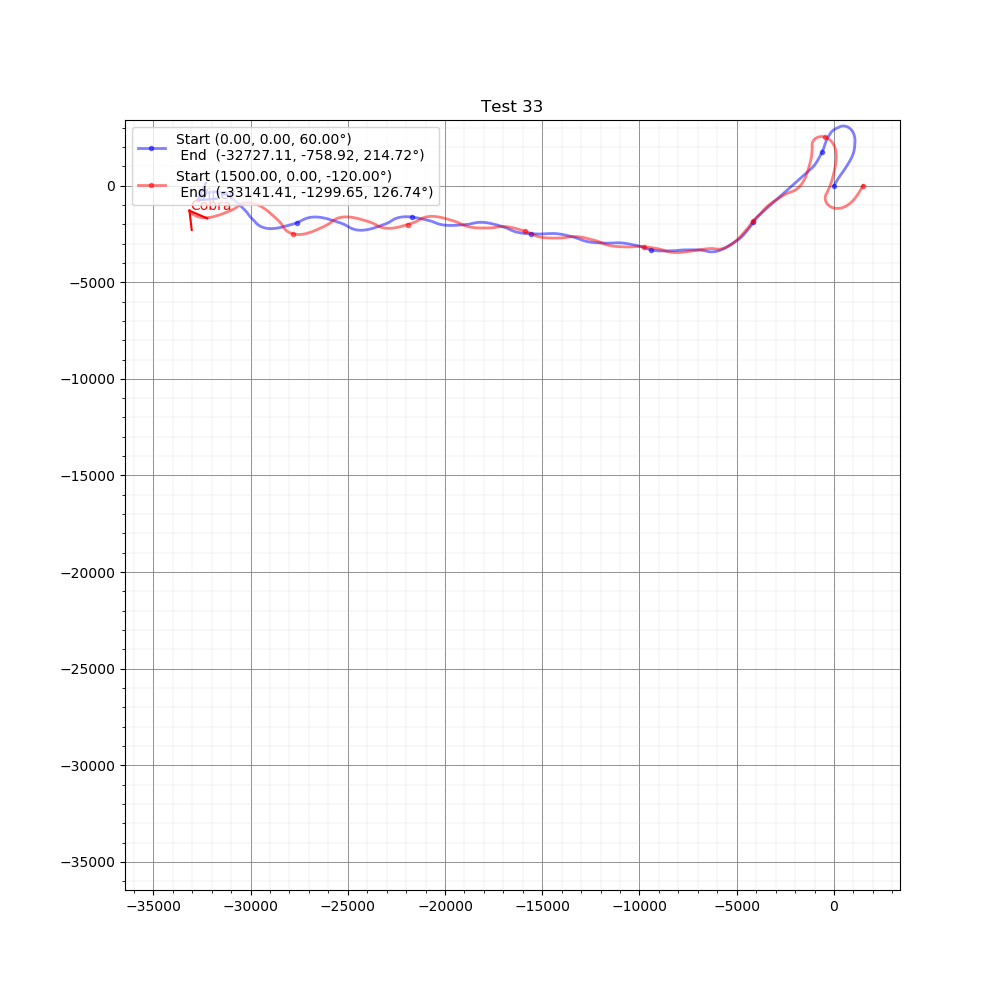 Test 33
Start (0.00, 0.00, 60.00°)
End  (-32727.11, -758.92, 214.72°)
Start (1500.00, 0.00, -120.00°)
End  (-33141.41, -1299.65, 126.74°)
Cobra
0
−5000
−10000
−15000
−20000
−25000
−30000
−35000
−35000 −30000 −25000 −20000 −15000 −10000 −5000 0